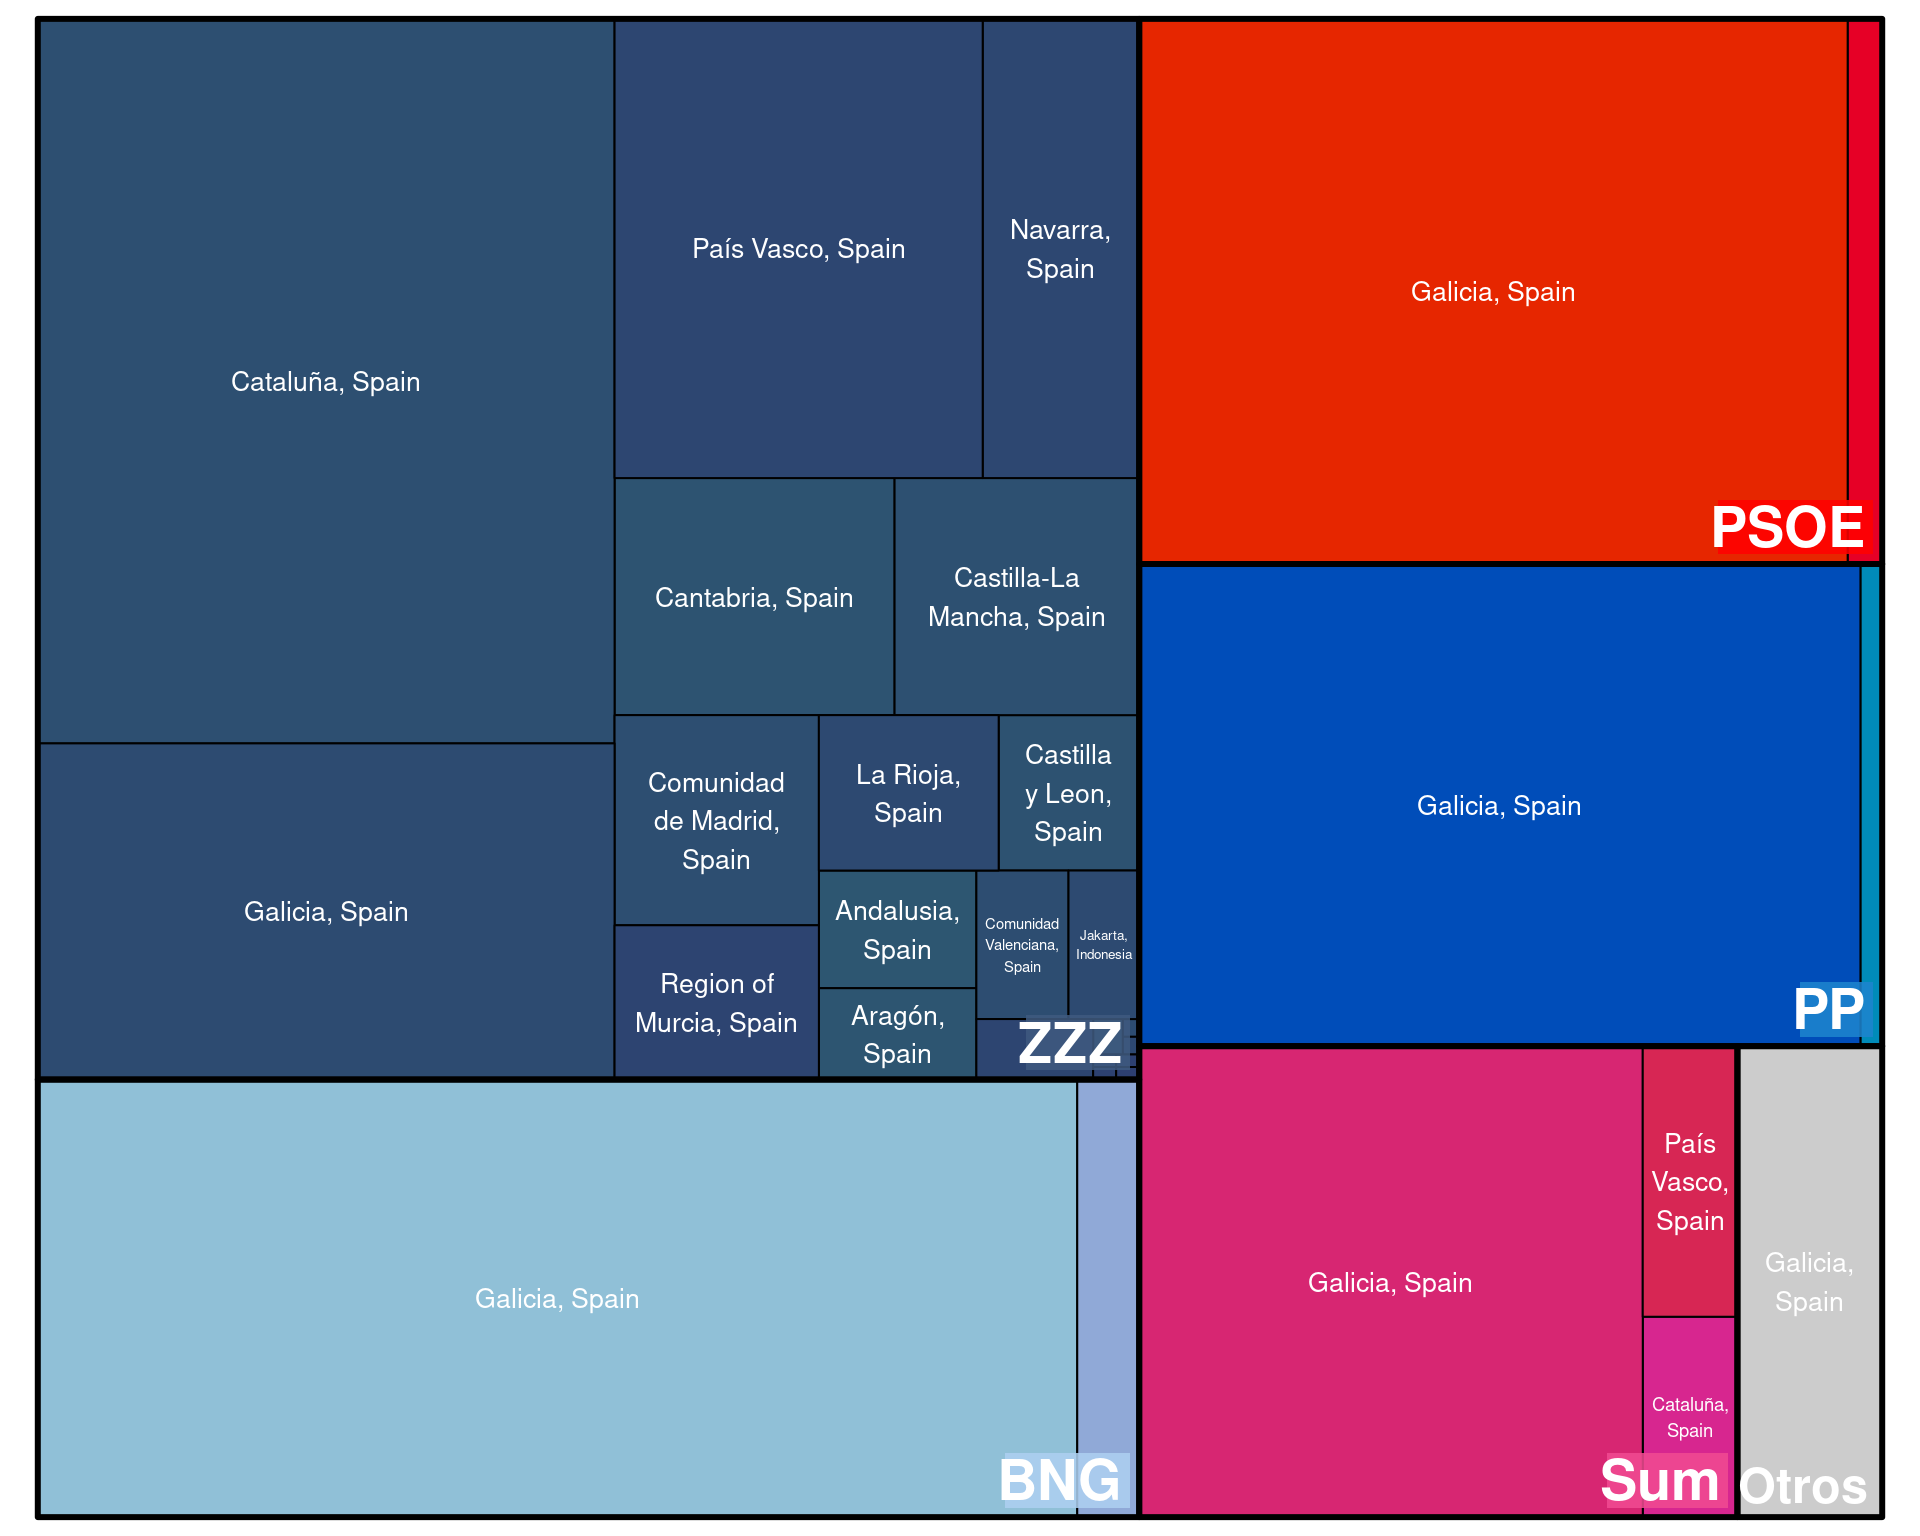 Cataluña, Spain
Galicia, Spain
País Vasco, Spain
Navarra,
Spain
Cantabria, Spain
Castilla-La
Mancha, Spain
Comunidad
de Madrid,
Spain
La Rioja,
Spain
Castilla
y Leon,
Spain
Region of
Murcia, Spain
Andalusia,
Spain
Aragón,
Spain
Comunidad
Valenciana,
Spain
Jakarta,
Indonesia
ZZZ
Galicia, Spain
BNG
Galicia, Spain
PSOE
Galicia, Spain
PP
Galicia, Spain
País
Vasco,
Spain
Cataluña,
Spain
Sum
Galicia,
Spain
Otros